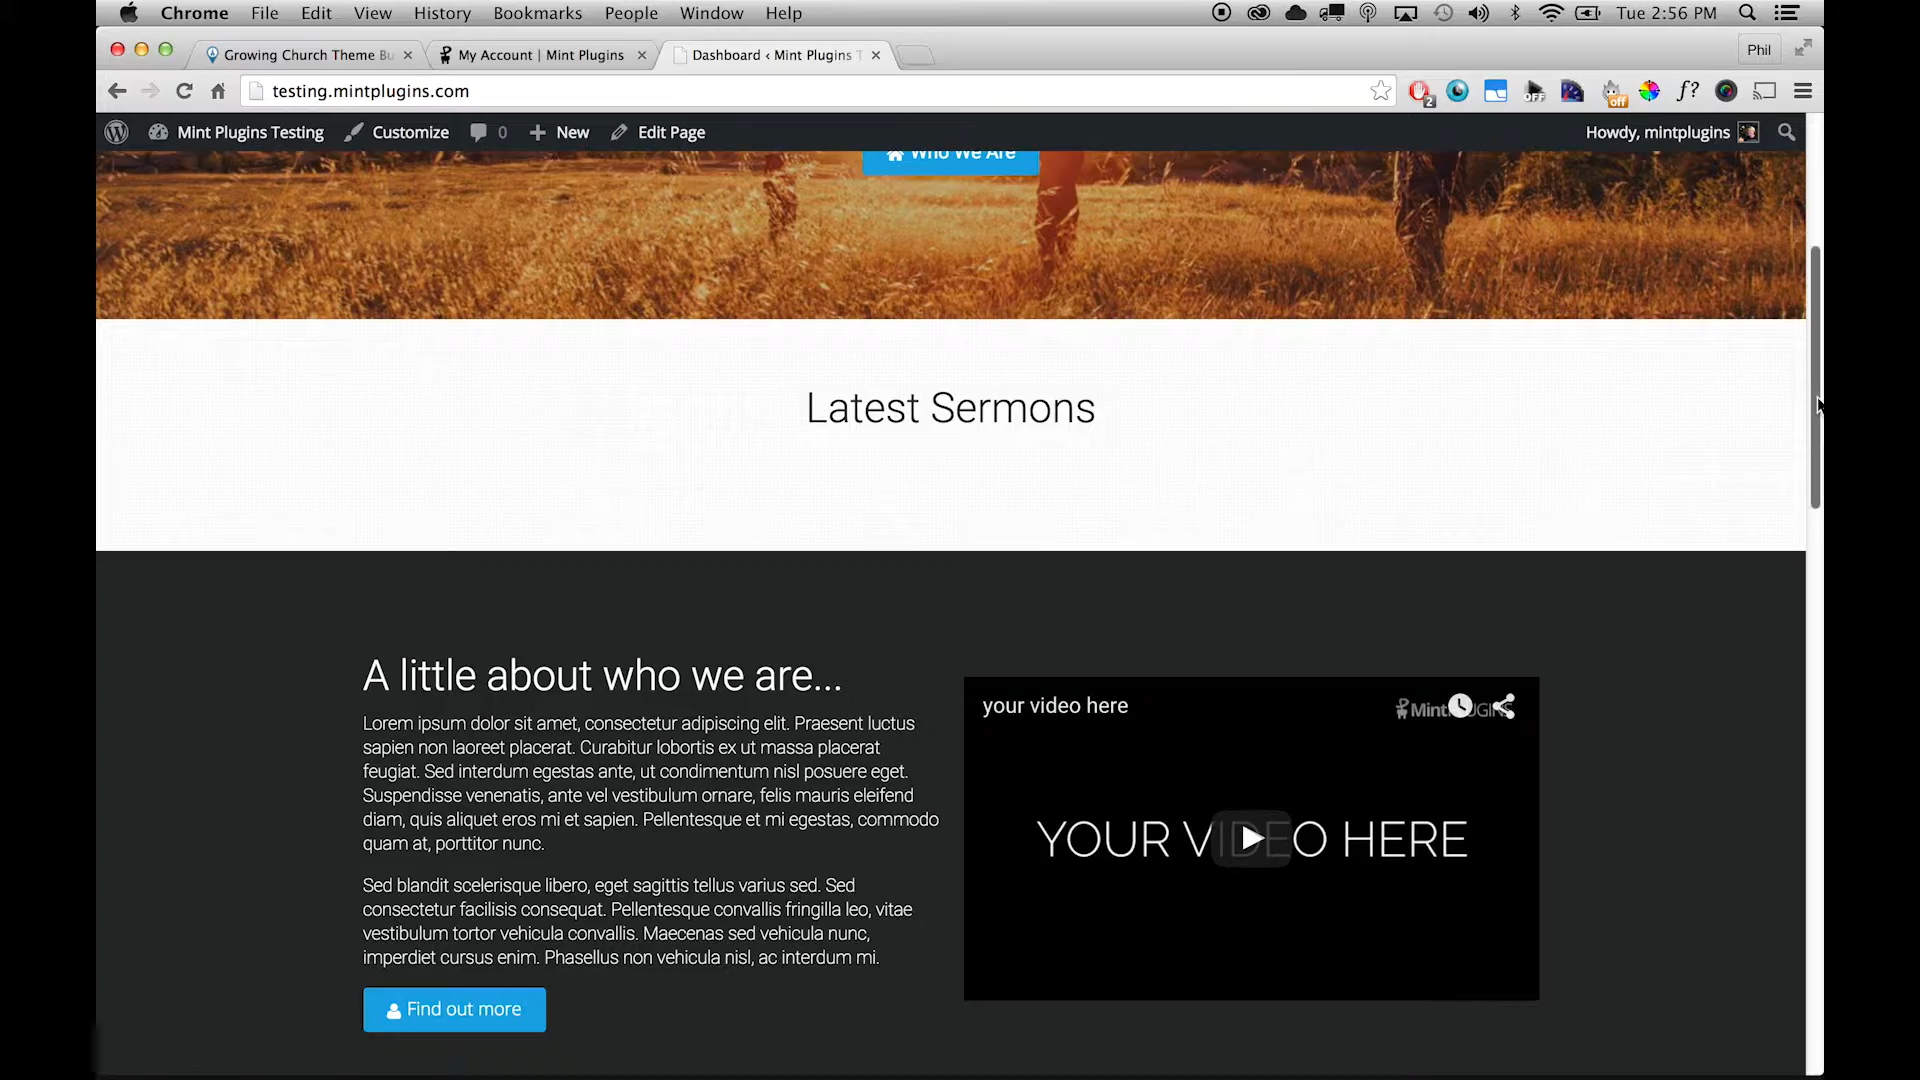 Chrome File Edit View History Bookmarks People Window Help Tue 2:56 PM
Growing Church Theme Bu My Account | Mint Plugins Dashboard ‹ Mint Plugins T Phil
testing.mintplugins.com 2 OFF off f?
Mint Plugins Testing Customize 0 New Edit Page Howdy, mintplugins
Who We Are
Latest Sermons
A little about who we are...
Lorem ipsum dolor sit amet, consectetur adipiscing elit. Praesent luctus
sapien non laoreet placerat. Curabitur lobortis ex ut massa placerat
feugiat. Sed interdum egestas ante, ut condimentum nisl posuere eget.
Suspendisse venenatis, ante vel vestibulum ornare, felis mauris eleifend
diam, quis aliquet eros mi et sapien. Pellentesque et mi egestas, commodo
quam at, porttitor nunc.
Sed blandit scelerisque libero, eget sagittis tellus varius sed. Sed
consectetur facilisis consequat. Pellentesque convallis fringilla leo, vitae
vestibulum tortor vehicula convallis. Maecenas sed vehicula nunc,
imperdiet cursus enim. Phasellus non vehicula nisl, ac interdum mi.
Find out more
your video here
YOUR VIDEO HERE